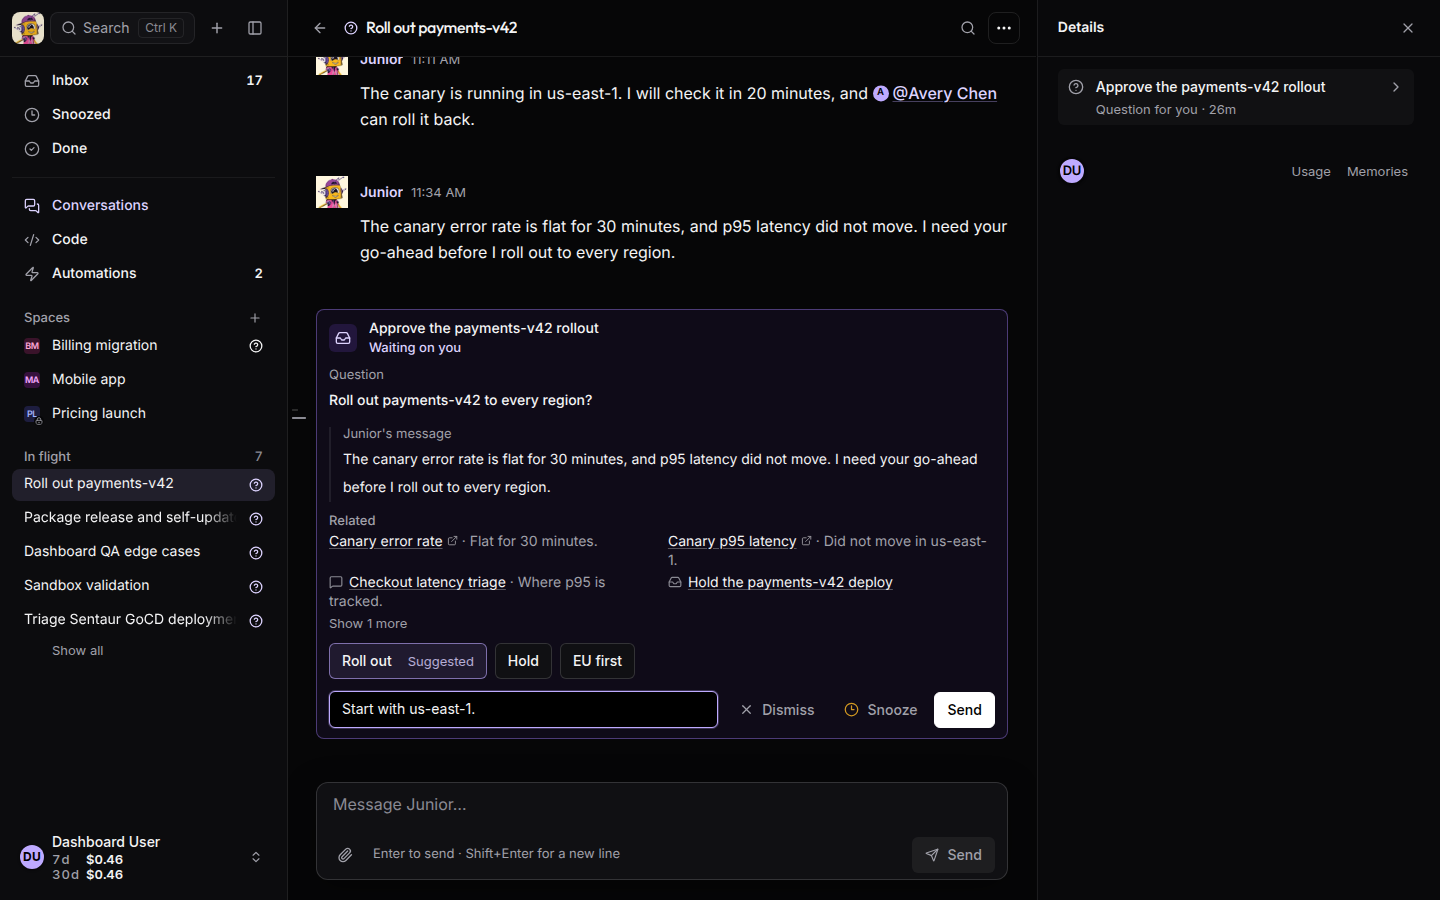 Search Ctrl K
Inbox 17
Snoozed
Done
Conversations
Code
Automations 2
Spaces
BM Billing migration
MA Mobile app
PL Pricing launch
In flight 7
Roll out payments-v42
Package release and self-updat
Dashboard QA edge cases
Sandbox validation
Triage Sentaur GoCD deployme
Show all
DU Dashboard User
7d $0.46
30d $0.46
Roll out payments-v42
Junior 11:11 AM
The canary is running in us-east-1. I will check it in 20 minutes, and A @Avery Chen
can roll it back.
Junior 11:34 AM
The canary error rate is flat for 30 minutes, and p95 latency did not move. I need your
go-ahead before I roll out to every region.
Approve the payments-v42 rollout
Waiting on you
Question
Roll out payments-v42 to every region?
Junior's message
The canary error rate is flat for 30 minutes, and p95 latency did not move. I need your go-ahead
before I roll out to every region.
Related
Canary error rate · Flat for 30 minutes.
Canary p95 latency · Did not move in us-east-
1.
Checkout latency triage · Where p95 is
tracked.
Hold the payments-v42 deploy
Show 1 more
Roll out Suggested Hold EU first
Start with us-east-1. Dismiss Snooze Send
Message Junior...
Enter to send · Shift+Enter for a new line Send
Details
Approve the payments-v42 rollout
Question for you · 26m
DU Usage Memories